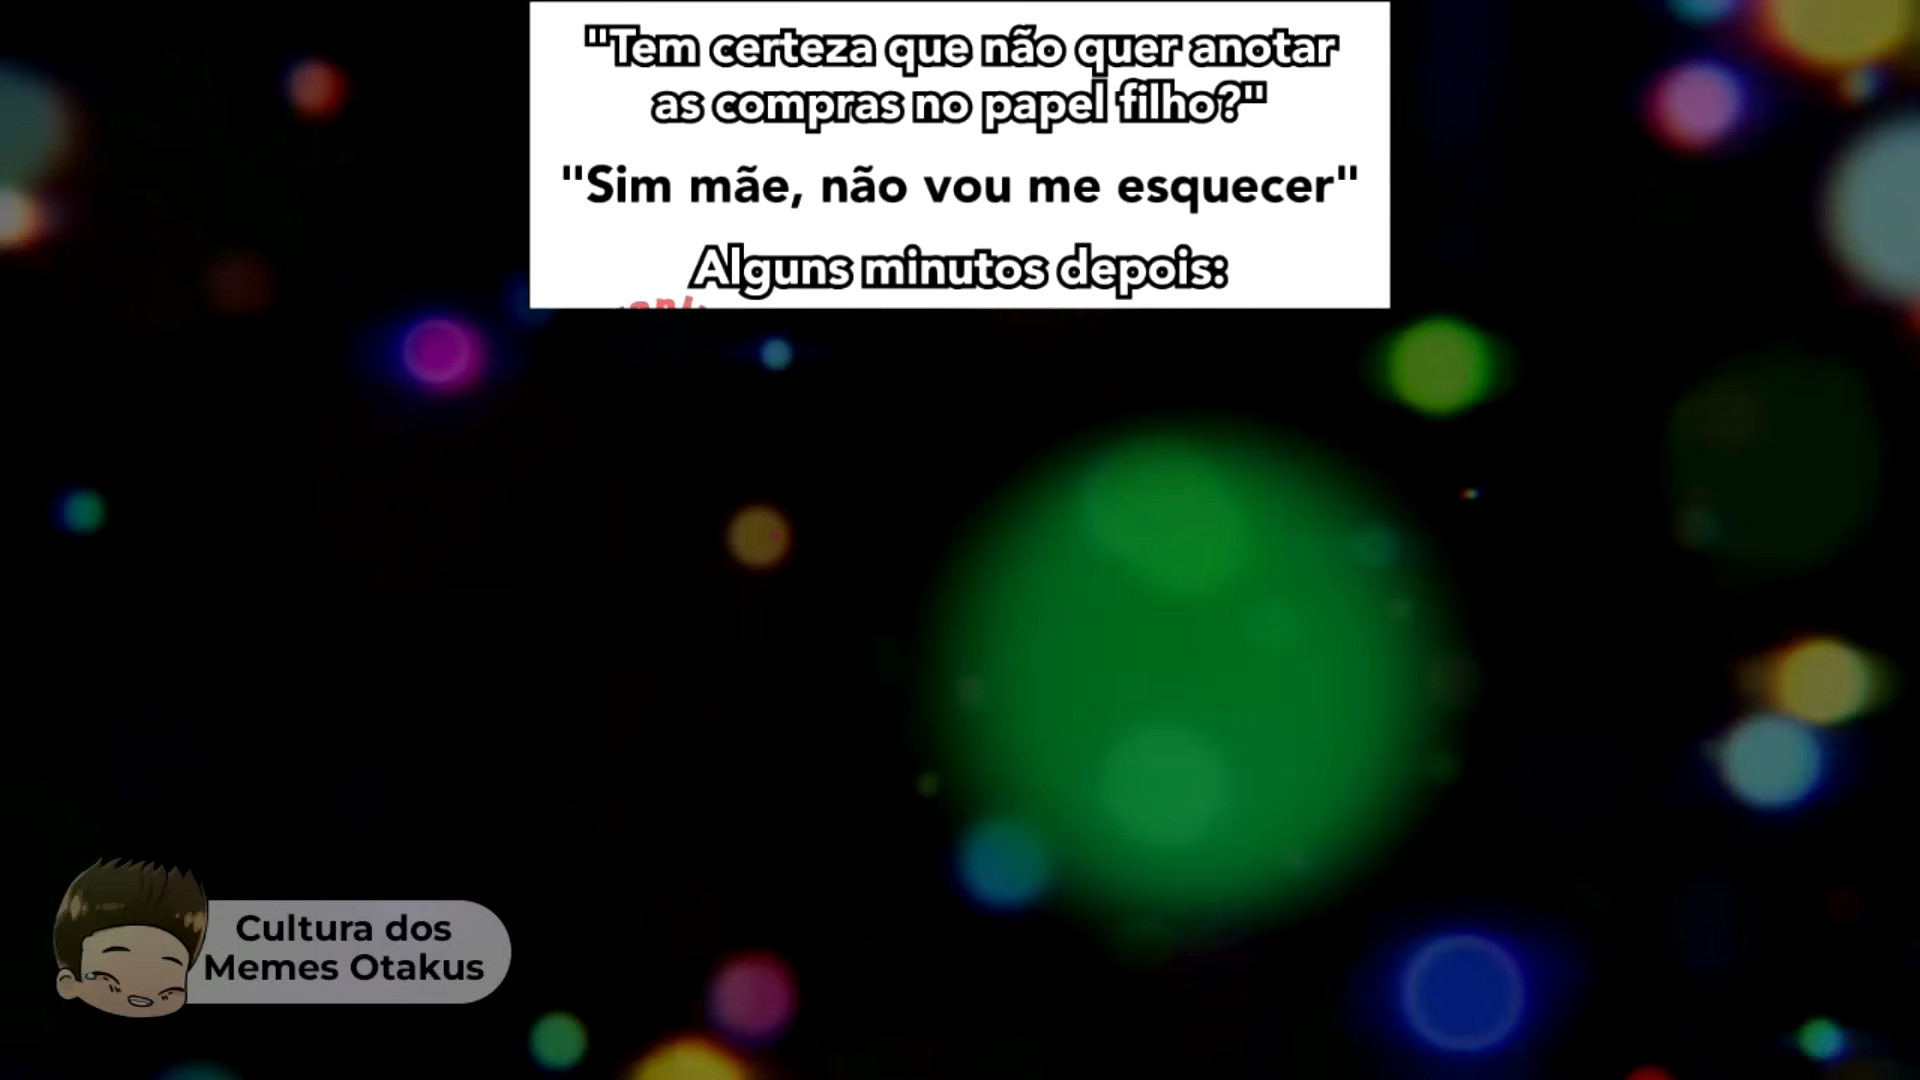 "Tem certeza que não quer anotar
as compras no papel filho?"
"Sim mãe, não vou me esquecer"
Alguns minutos depois:
Cultura dos
Memes Otakus